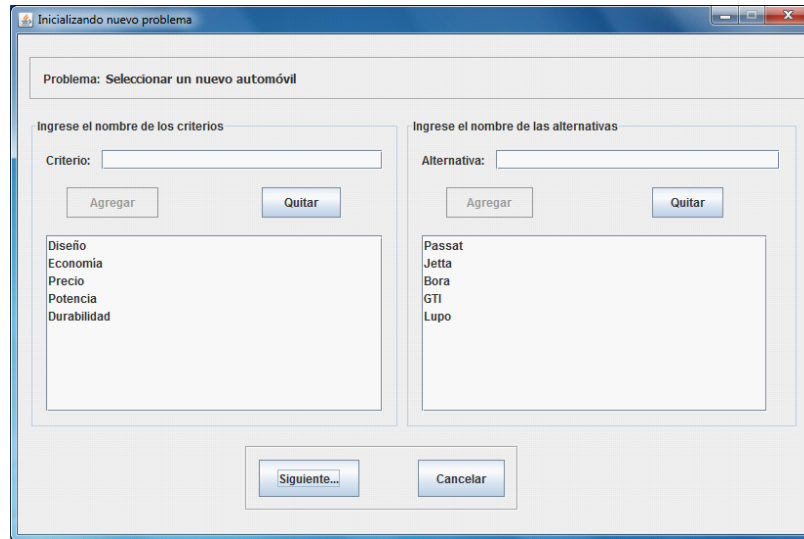 Inicializando nuevo problema
Problema: Seleccionar un nuevo automóvil
Ingrese el nombre de los criterios
Criterio:
Agregar
Quitar
Diseño
Economía
Precio
Potencia
Durabilidad
Ingrese el nombre de las alternativas
Alternativa:
Agregar
Quitar
Passat
Jetta
Bora
GTI
Lupo
Siguiente...
Cancelar